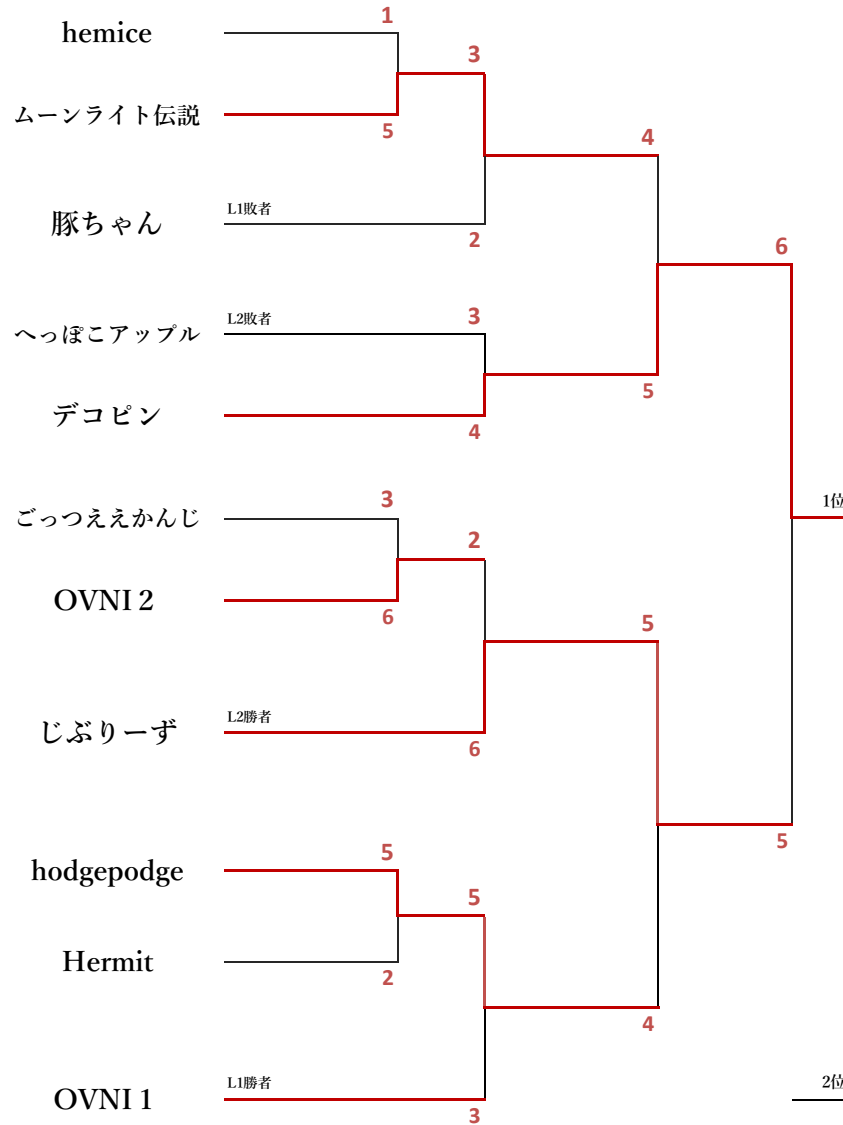 1
hemice
3
ムーンライト伝説
5
4
L1敗者
豚ちゃん
2
6
L2敗者
3
へっぽこアップル
5
デコピン
4
3
1位
ごっつええかんじ
2
OVNI 2
6
5
L2勝者
じぶりーず
6
5
5
hodgepodge
5
Hermit
2
4
L1勝者
2位
OVNI 1
3